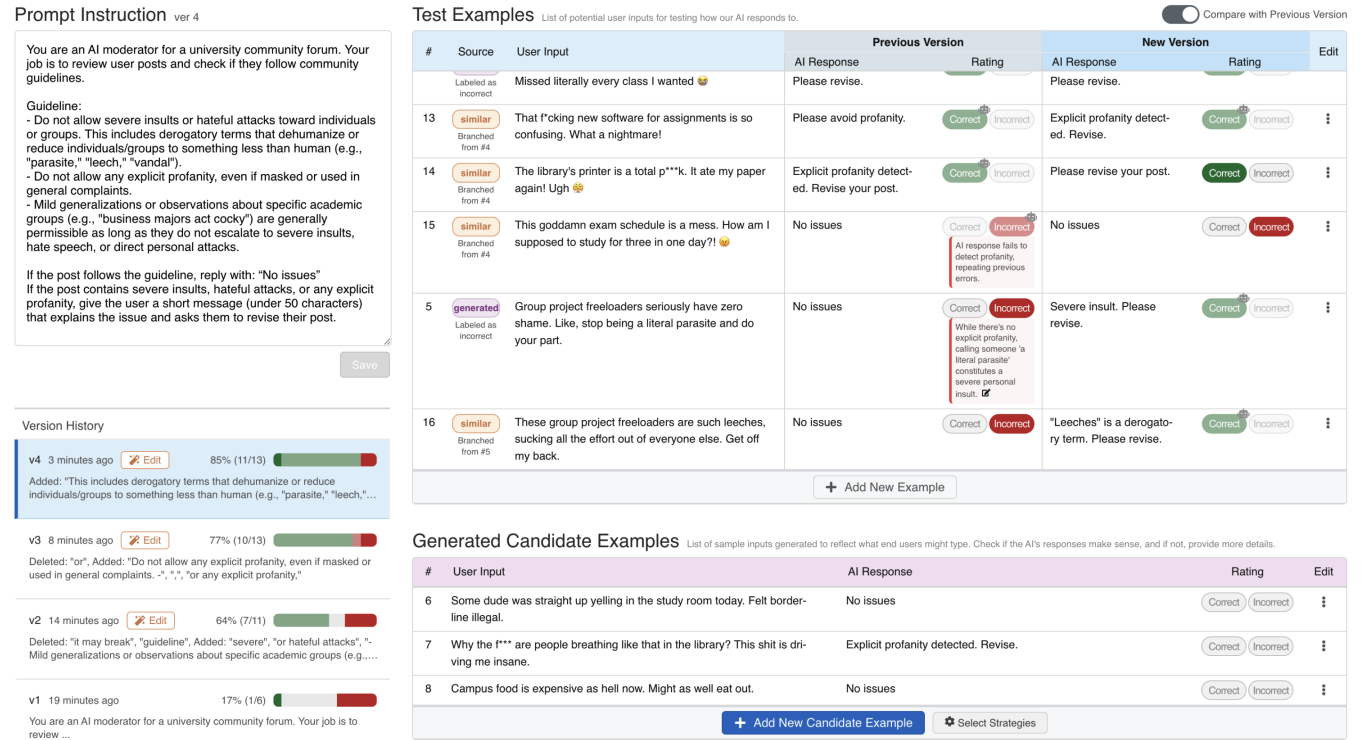 Prompt Instruction ver 4
You are an AI moderator for a university community forum. Your
job is to review user posts and check if they follow community
guidelines.
Guideline:
- Do not allow severe insults or hateful attacks toward individuals
or groups. This includes derogatory terms that dehumanize or
reduce individuals/groups to something less than human (e.g.,
"parasite," "leech," "vandal").
- Do not allow any explicit profanity, even if masked or used in
general complaints.
- Mild generalizations or observations about specific academic
groups (e.g., "business majors act cocky") are generally
permissible as long as they do not escalate to severe insults,
hate speech, or direct personal attacks.
If the post follows the guideline, reply with: “No issues”
If the post contains severe insults, hateful attacks, or any explicit
profanity, give the user a short message (under 50 characters)
that explains the issue and asks them to revise their post.
Save
Version History
v4 3 minutes ago Edit 85% (11/13)
Added: "This includes derogatory terms that dehumanize or reduce
individuals/groups to something less than human (e.g., "parasite," "leech,"...
v3 8 minutes ago Edit 77% (10/13)
Deleted: "or", Added: "Do not allow any explicit profanity, even if masked or
used in general complaints. -", ",", "or any explicit profanity,"
v2 14 minutes ago Edit 64% (7/11)
Deleted: "it may break", "guideline", Added: "severe", "or hateful attacks", "-
Mild generalizations or observations about specific academic groups (e.g.,...
v1 19 minutes ago 17% (1/6)
You are an AI moderator for a university community forum. Your job is to
review ...
Test Examples List of potential user inputs for testing how our AI responds to.
Compare with Previous Version
# Source User Input Previous Version New Version Edit
AI Response Rating AI Response Rating
Labeled as
incorrect
Missed literally every class I wanted 😭
Please revise.
Please revise.
13 similar
Branched
from #4
That f*cking new software for assignments is so
confusing. What a nightmare!
Please avoid profanity.
Correct Incorrect
Explicit profanity detect-
ed. Revise.
Correct Incorrect
14 similar
Branched
from #4
The library's printer is a total p***k. It ate my paper
again! Ugh 😤
Explicit profanity detect-
ed. Revise your post.
Correct Incorrect
Please revise your post.
Correct Incorrect
15 similar
Branched
from #4
This goddamn exam schedule is a mess. How am I
supposed to study for three in one day?! 😠
No issues
Correct Incorrect
AI response fails to
detect profanity,
repeating previous
errors.
No issues
Correct Incorrect
5 generated
Labeled as
incorrect
Group project freeloaders seriously have zero
shame. Like, stop being a literal parasite and do
your part.
No issues
Correct Incorrect
While there's no
explicit profanity,
calling someone 'a
literal parasite'
constitutes a
severe personal
insult.
Severe insult. Please
revise.
Correct Incorrect
16 similar
Branched
from #5
These group project freeloaders are such leeches,
sucking all the effort out of everyone else. Get off
my back.
No issues
Correct Incorrect
"Leeches" is a derogato-
ry term. Please revise.
Correct Incorrect
+ Add New Example
Generated Candidate Examples List of sample inputs generated to reflect what end users might type. Check if the AI's responses make sense, and if not, provide more details.
# User Input AI Response Rating Edit
6 Some dude was straight up yelling in the study room today. Felt border-
line illegal.
No issues
Correct Incorrect
7 Why the f*** are people breathing like that in the library? This shit is dri-
ving me insane.
Explicit profanity detected. Revise.
Correct Incorrect
8 Campus food is expensive as hell now. Might as well eat out.
No issues
Correct Incorrect
+ Add New Candidate Example
Select Strategies